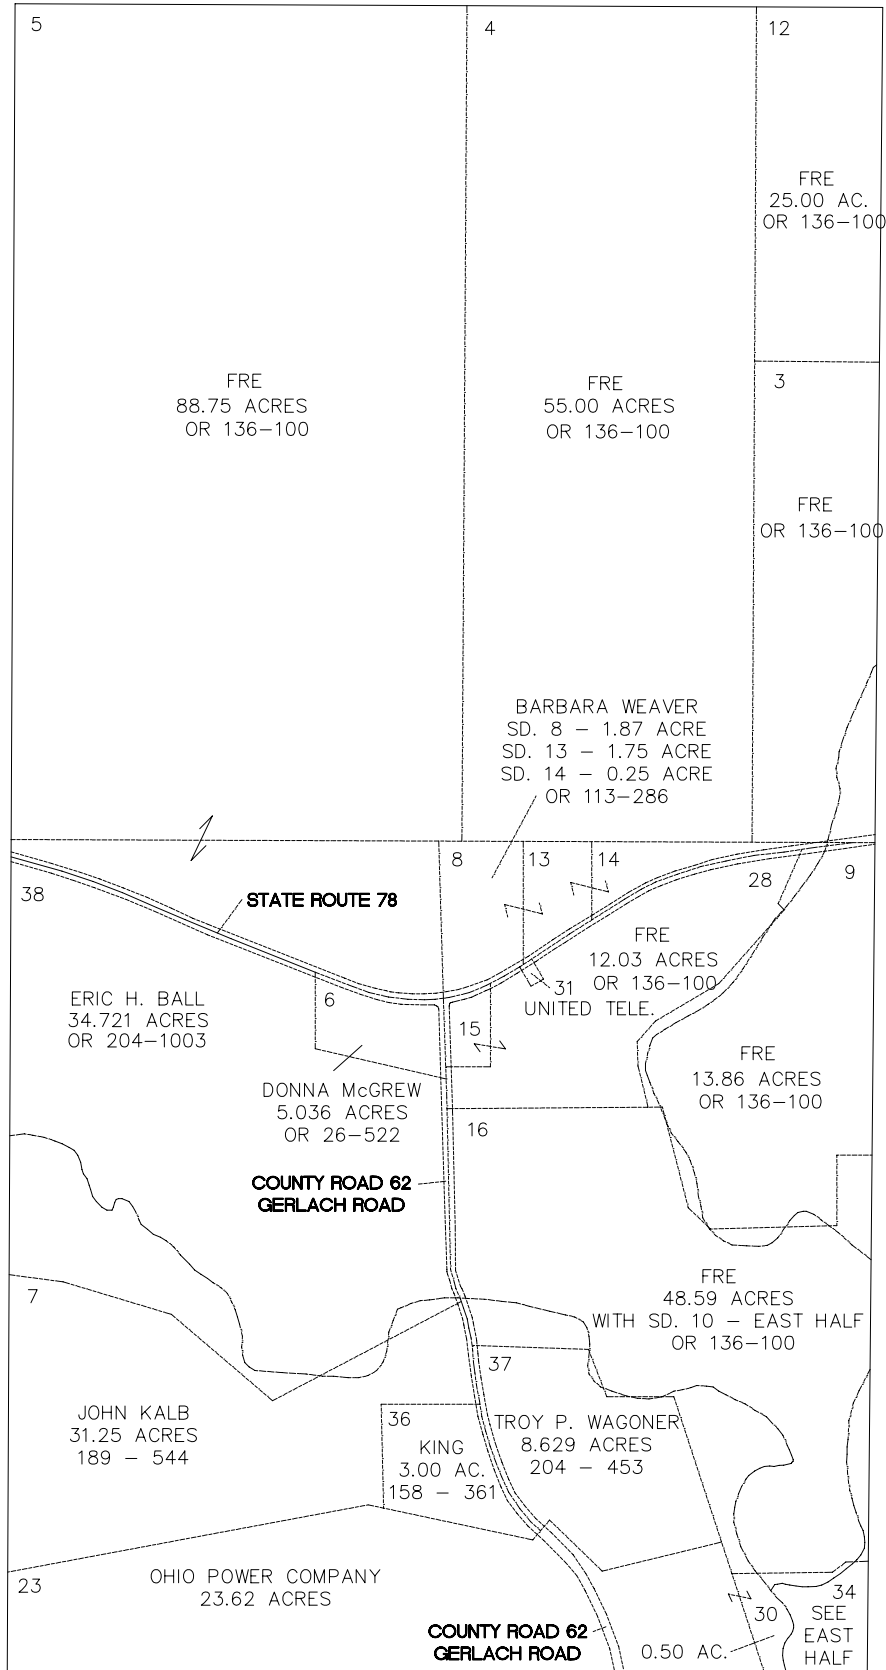 5
4
12
FRE
25.00 AC.
OR 136-100
FRE
88.75 ACRES
OR 136-100
FRE
55.00 ACRES
OR 136-100
3
FRE
OR 136-100
BARBARA WEAVER
SD. 8 - 1.87 ACRE
SD. 13 - 1.75 ACRE
SD. 14 - 0.25 ACRE
OR 113-286
8
13
14
28
9
38
STATE ROUTE 78
FRE
12.03 ACRES
OR 136-100
31
UNITED TELE.
ERIC H. BALL
34.721 ACRES
OR 204-1003
6
15
DONNA McGREW
5.036 ACRES
OR 26-522
FRE
13.86 ACRES
OR 136-100
16
COUNTY ROAD 62
GERLACH ROAD
7
FRE
48.59 ACRES
WITH SD. 10 - EAST HALF
OR 136-100
37
JOHN KALB
31.25 ACRES
189 - 544
36
KING
3.00 AC.
158 - 361
TROY P. WAGONER
8.629 ACRES
204 - 453
23
OHIO POWER COMPANY
23.62 ACRES
COUNTY ROAD 62
GERLACH ROAD
0.50 AC.
30
34
SEE
EAST
HALF